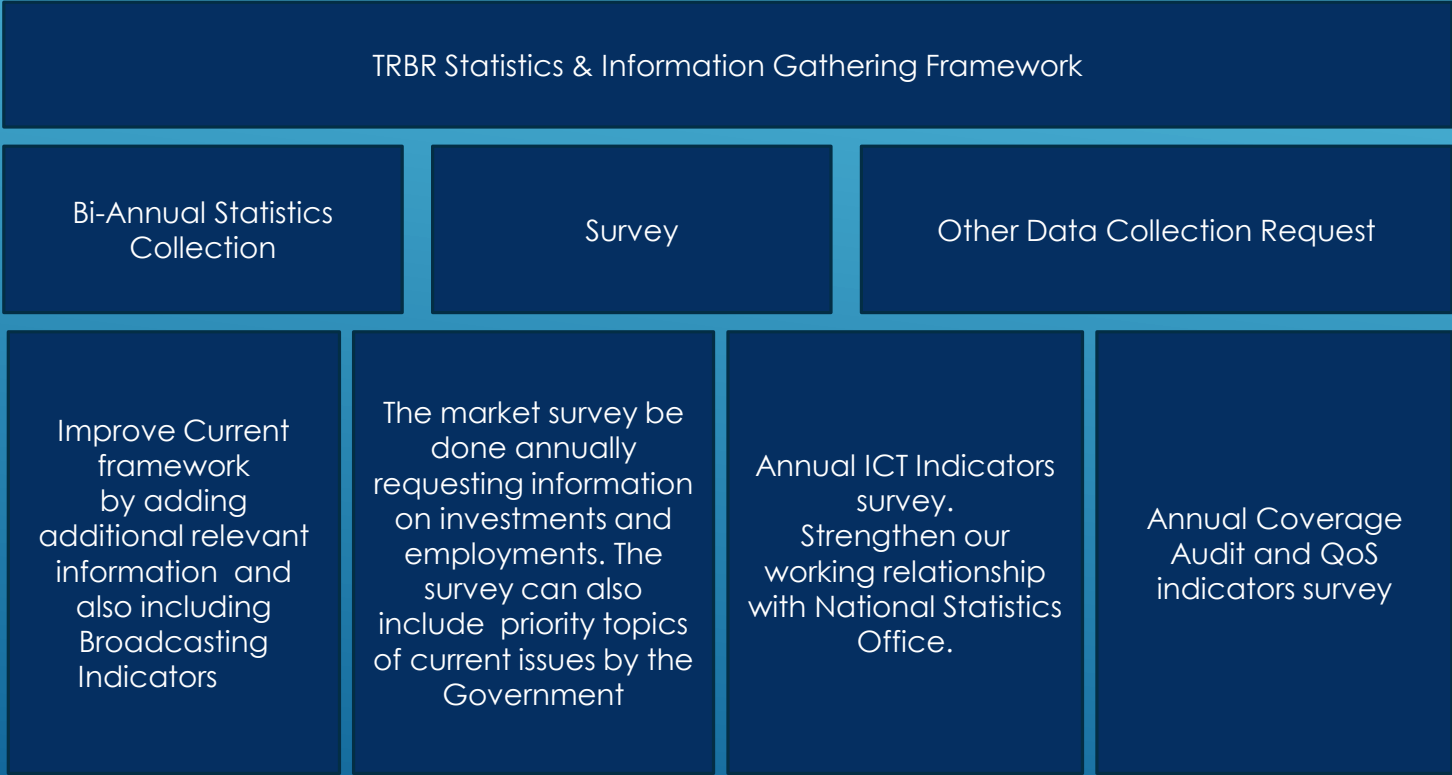 TRBR Statistics & Information Gathering Framework
Bi-Annual Statistics
Collection
Survey
Other Data Collection Request
Improve Current
framework
by adding
additional relevant
information and
also including
Broadcasting
Indicators
The market survey be
done annually
requesting information
on investments and
employments. The
survey can also
include priority topics
of current issues by the
Government
Annual ICT Indicators
survey.
Strengthen our
working relationship
with National Statistics
Office.
Annual Coverage
Audit and QoS
indicators survey